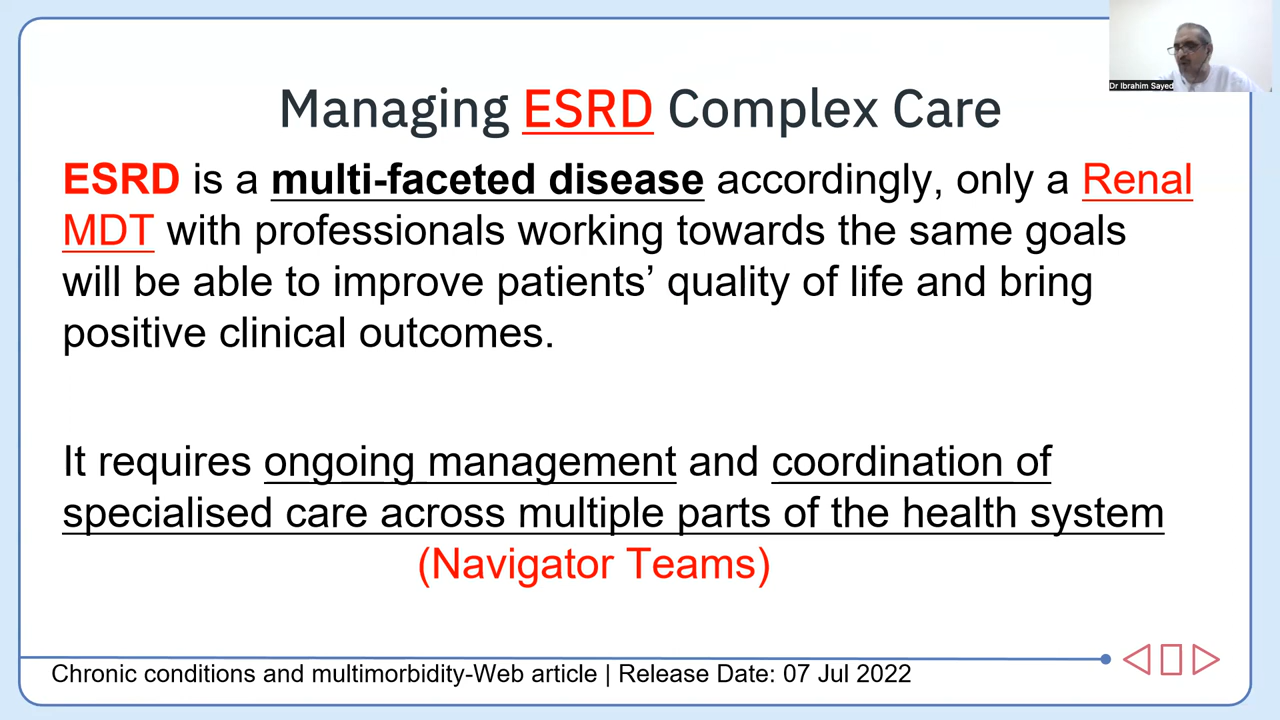 Dr Ibrahim Sayed
Managing ESRD Complex Care
ESRD is a multi-faceted disease accordingly, only a Renal
MDT with professionals working towards the same goals
will be able to improve patients’ quality of life and bring
positive clinical outcomes.
It requires ongoing management and coordination of
specialised care across multiple parts of the health system
(Navigator Teams)
Chronic conditions and multimorbidity-Web article | Release Date: 07 Jul 2022